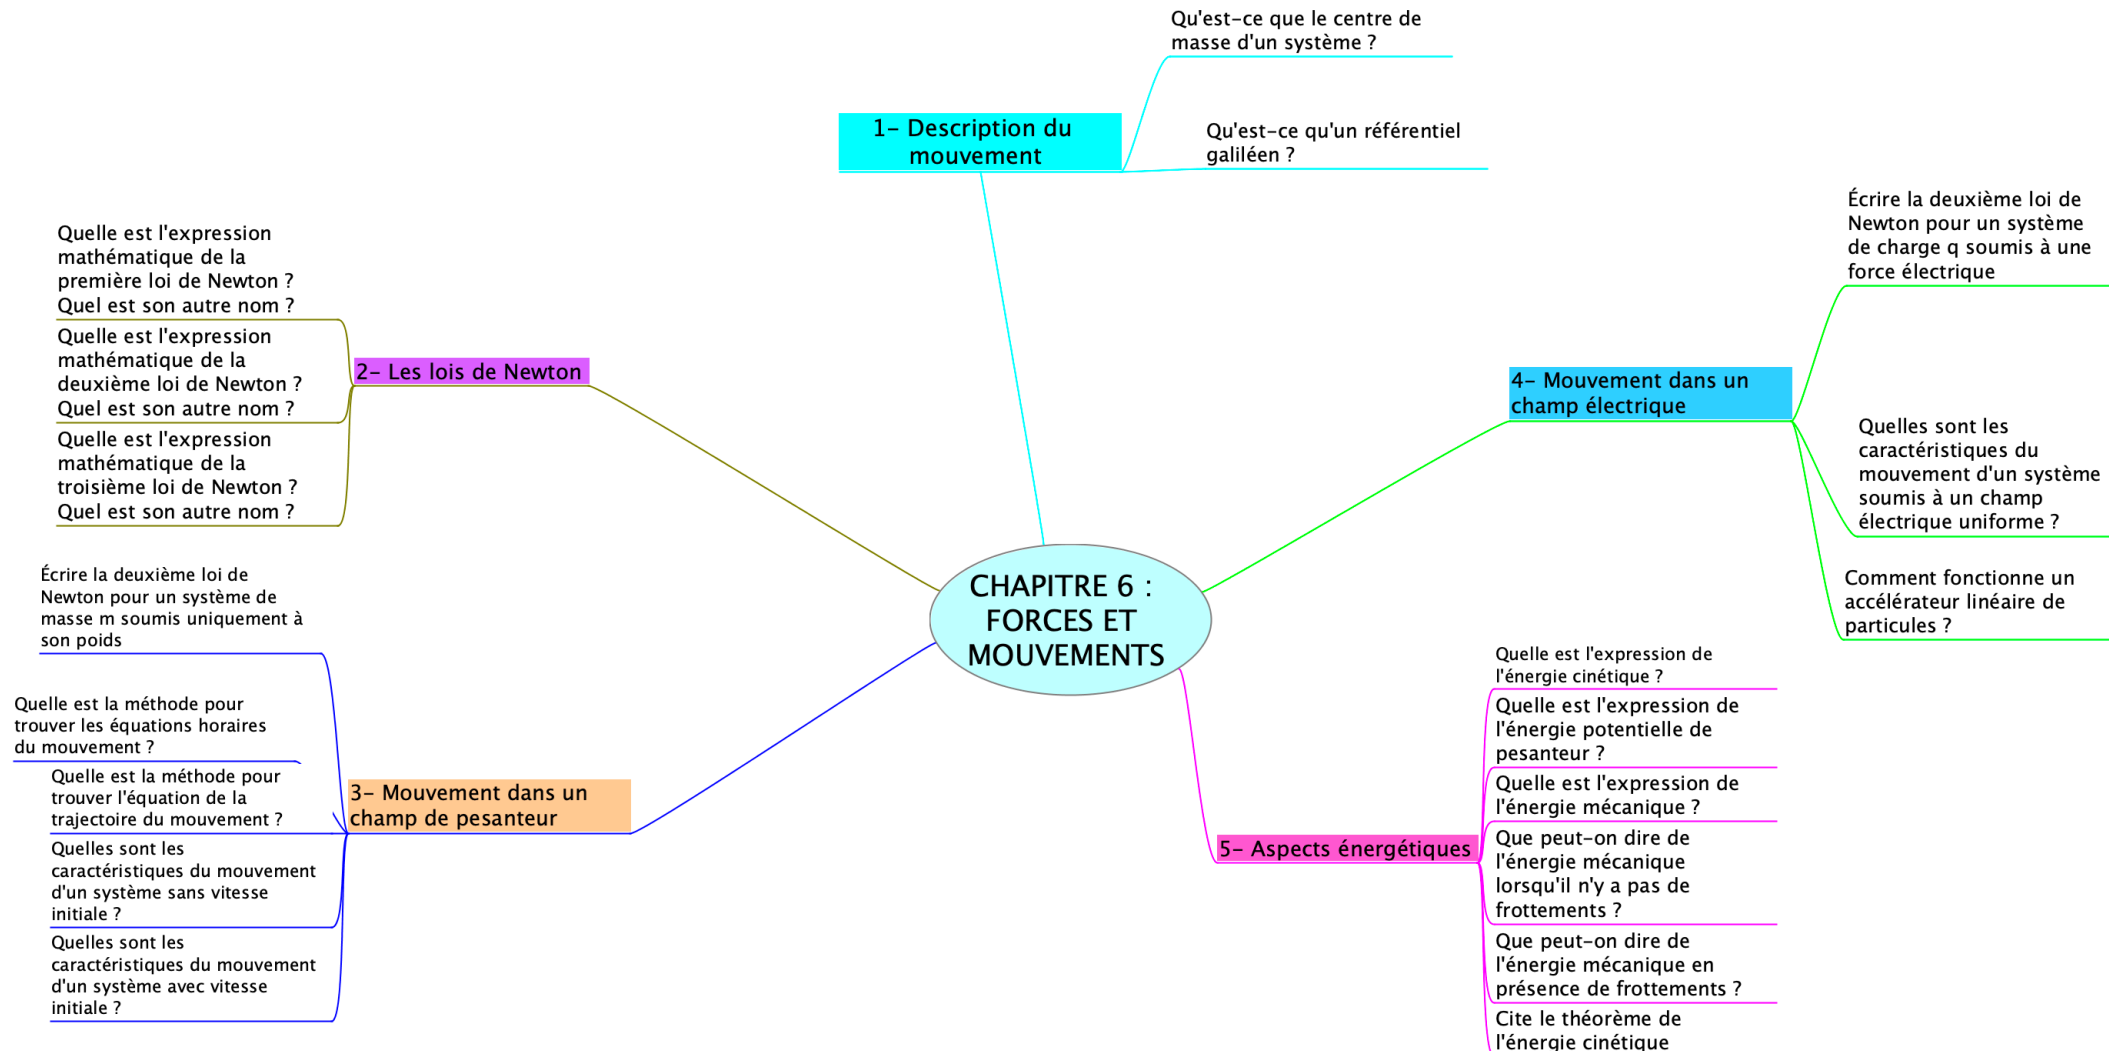 Qu'est-ce que le centre de
masse d'un système ?
1- Description du
mouvement
Qu'est-ce qu'un référentiel
galiléen ?
Quelle est l'expression
mathématique de la
première loi de Newton ?
Quel est son autre nom ?
Quelle est l'expression
mathématique de la
deuxième loi de Newton ?
Quel est son autre nom ?
Quelle est l'expression
mathématique de la
troisième loi de Newton ?
Quel est son autre nom ?
2- Les lois de Newton
Écrire la deuxième loi de
Newton pour un système
de charge q soumis à une
force électrique
4- Mouvement dans un
champ électrique
Quelles sont les
caractéristiques du
mouvement d'un système
soumis à un champ
électrique uniforme ?
Comment fonctionne un
accélérateur linéaire de
particules ?
CHAPITRE 6 :
FORCES ET
MOUVEMENTS
Écrire la deuxième loi de
Newton pour un système de
masse m soumis uniquement à
son poids
Quelle est la méthode pour
trouver les équations horaires
du mouvement ?
Quelle est la méthode pour
trouver l'équation de la
trajectoire du mouvement ?
Quelles sont les
caractéristiques du mouvement
d'un système sans vitesse
initiale ?
Quelles sont les
caractéristiques du mouvement
d'un système avec vitesse
initiale ?
3- Mouvement dans un
champ de pesanteur
5- Aspects énergétiques
Quelle est l'expression de
l'énergie cinétique ?
Quelle est l'expression de
l'énergie potentielle de
pesanteur ?
Quelle est l'expression de
l'énergie mécanique ?
Que peut-on dire de
l'énergie mécanique
lorsqu'il n'y a pas de
frottements ?
Que peut-on dire de
l'énergie mécanique en
présence de frottements ?
Cite le théorème de
l'énergie cinétique